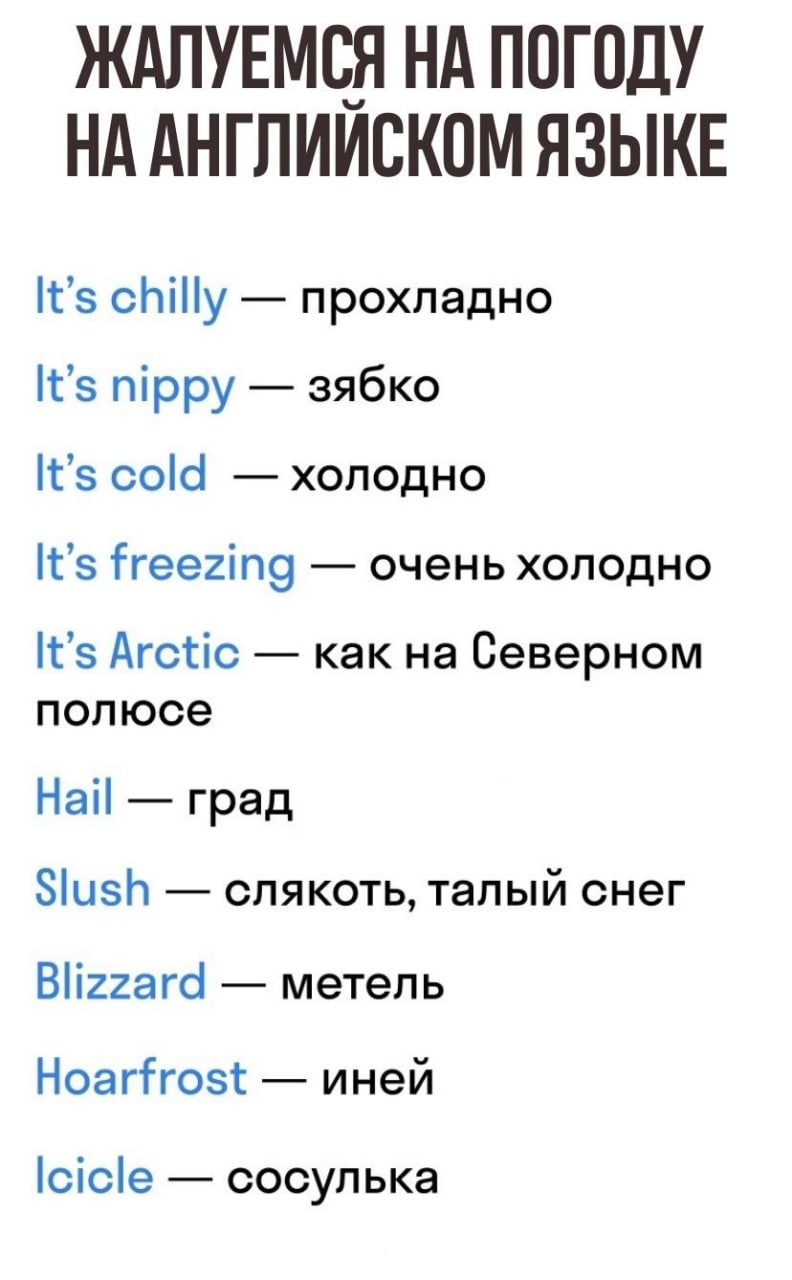 ЖАЛУЕМСЯ НА ПОГОДУ
НА АНГЛИЙСКОМ ЯЗЫКЕ
It’s chilly — прохладно
It’s nippy — зябко
It’s cold — холодно
It’s freezing — очень холодно
It’s Arctic — как на Северном
полюсе
Hail — град
Slush — слякоть, талый снег
Blizzard — метель
Hoarfrost — иней
Icicle — сосулька